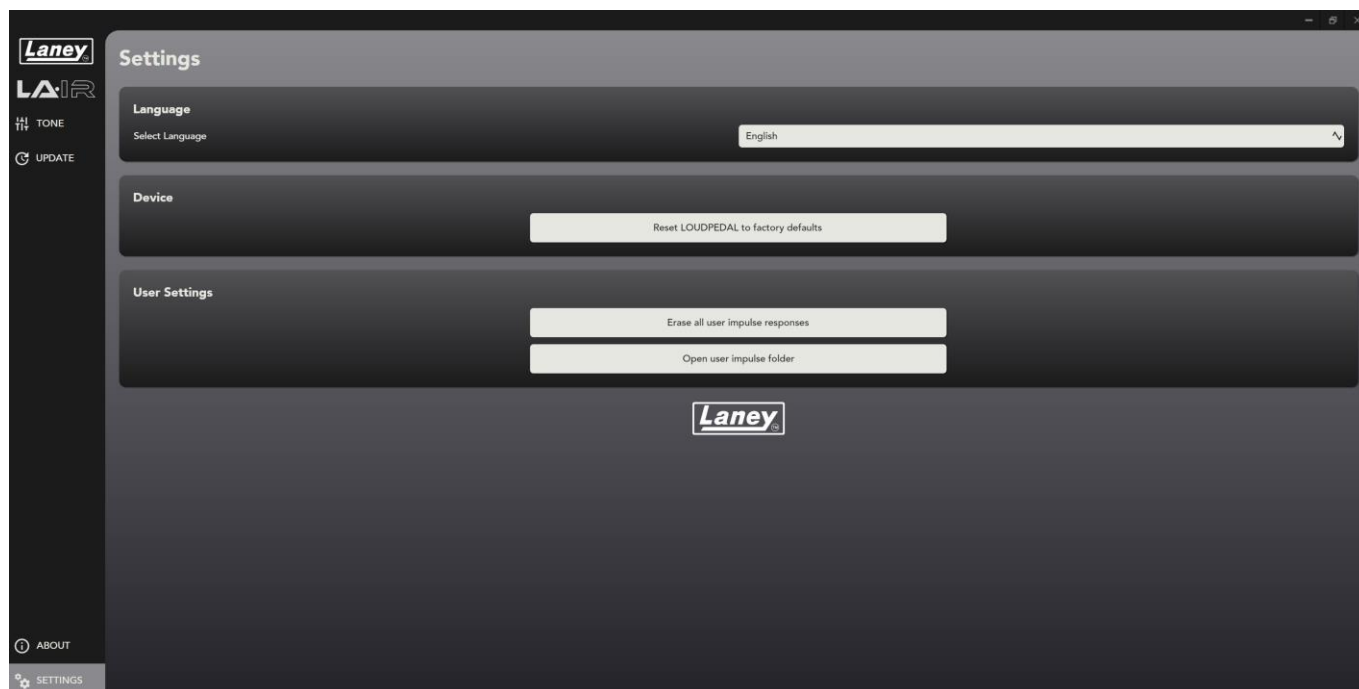 Laney
LA·IR
TONE
UPDATE
Settings
Language
Select Language
English
Device
Reset LOUDPEDAL to factory defaults
User Settings
Erase all user impulse responses
Open user impulse folder
Laney
ABOUT
SETTINGS